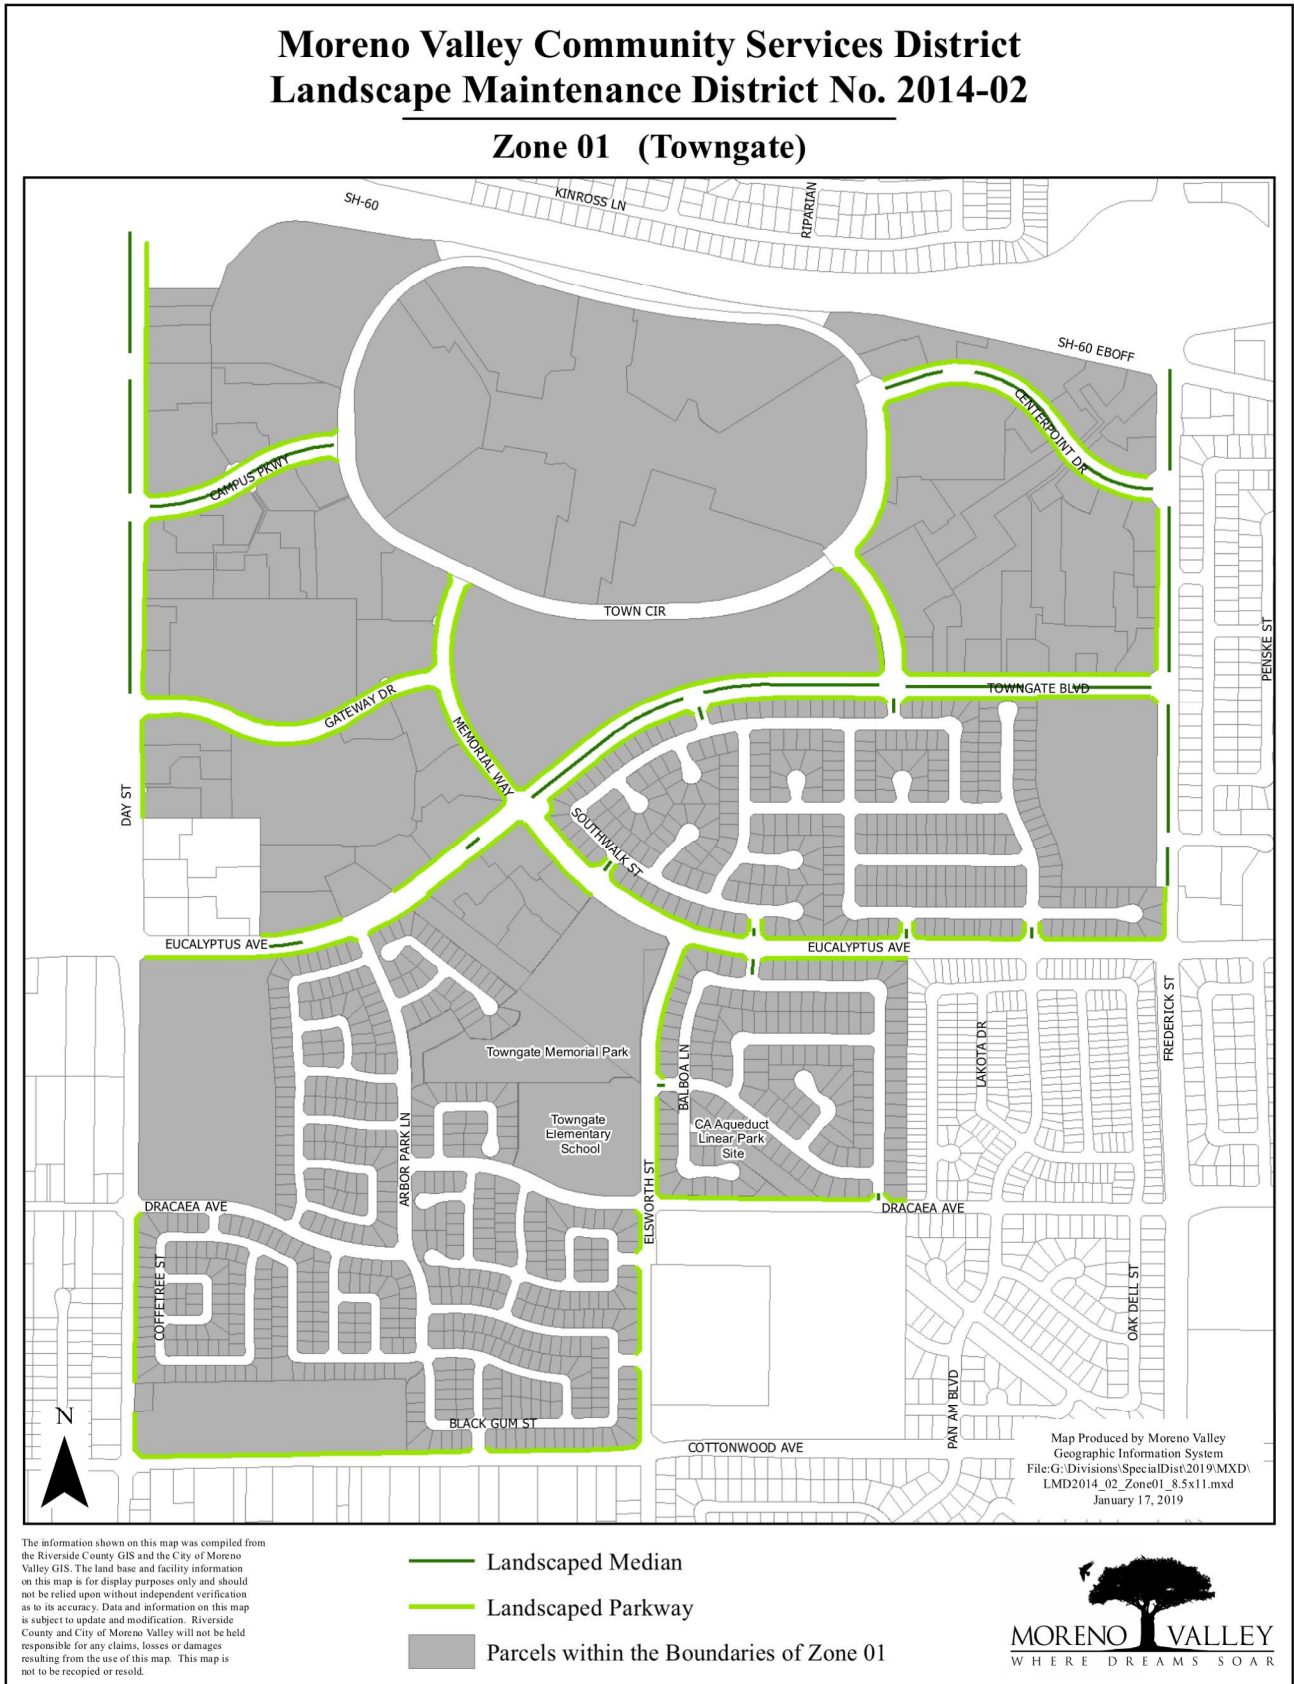 Moreno Valley Community Services District
Landscape Maintenance District No. 2014-02
Zone 01 (Towngate)
SH-60
KINROSS LN
RIPARIAN
SH-60 EBOFF
CENTERPOINT DR
CAMPUS PKWY
TOWN CIR
PENSKE ST
TOWNGATE BLVD
GATEWAY DR
MEMORIAL WAY
DAY ST
SOUTHWALK ST
EUCALYPTUS AVE
EUCALYPTUS AVE
FREDERICK ST
LAKOTA DR
Towngate Memorial Park
BALBOA LN
Towngate
Elementary
School
CA Aqueduct
Linear Park
Site
ARBOR PARK LN
ELSWORTH ST
DRACAEA AVE
DRACAEA AVE
COFFETREE ST
OAK DELL ST
PAN AM BLVD
BLACK GUM ST
COTTONWOOD AVE
N
Map Produced by Moreno Valley
Geographic Information System
File:G:\Divisions\SpecialDist\2019\MXD\
LMD2014_02_Zone01_8.5x11.mxd
January 17, 2019
The information shown on this map was compiled from
the Riverside County GIS and the City of Moreno
Valley GIS. The land base and facility information
on this map is for display purposes only and should
not be relied upon without independent verification
as to its accuracy. Data and information on this map
is subject to update and modification. Riverside
County and City of Moreno Valley will not be held
responsible for any claims, losses or damages
resulting from the use of this map. This map is
not to be recopied or resold.
Landscaped Median
Landscaped Parkway
Parcels within the Boundaries of Zone 01
MORENO VALLEY
WHERE DREAMS SOAR